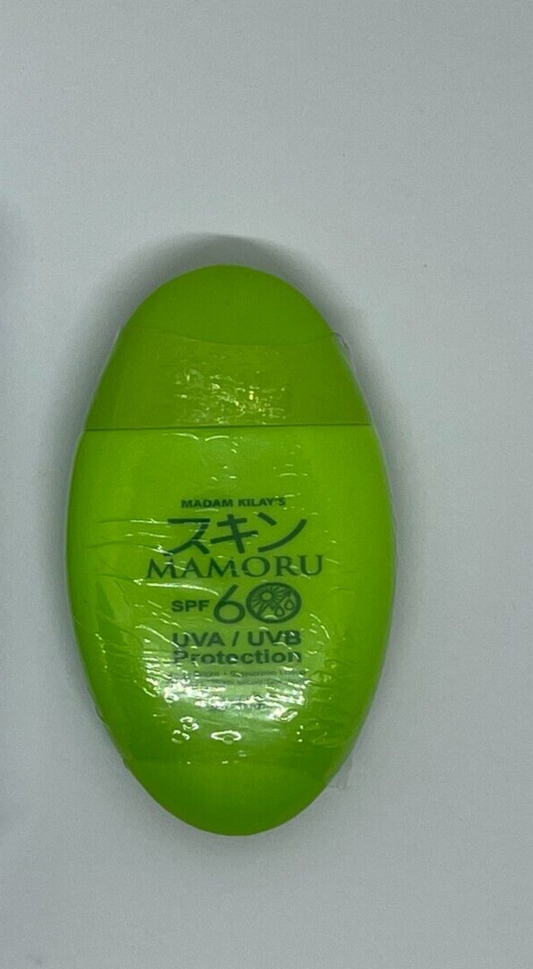 MADAM KILAY'S
スキン
MAMORU
SPF 60
UVA / UVB
Protection